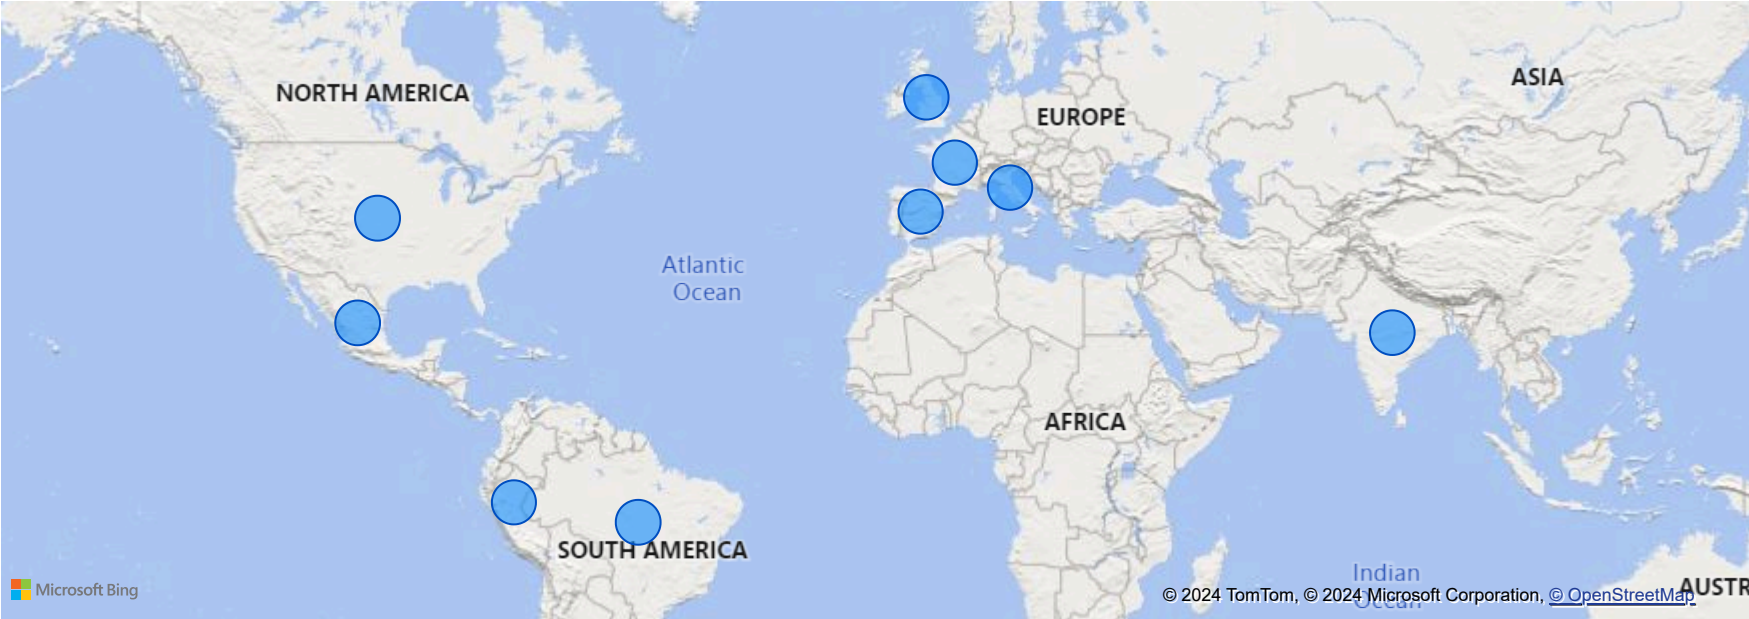 NORTH AMERICA
EUROPE
ASIA
Atlantic
Ocean
AFRICA
SOUTH AMERICA
Indian
Ocean
AUSTR
Microsoft Bing
© 2024 TomTom, © 2024 Microsoft Corporation, © OpenStreetMap